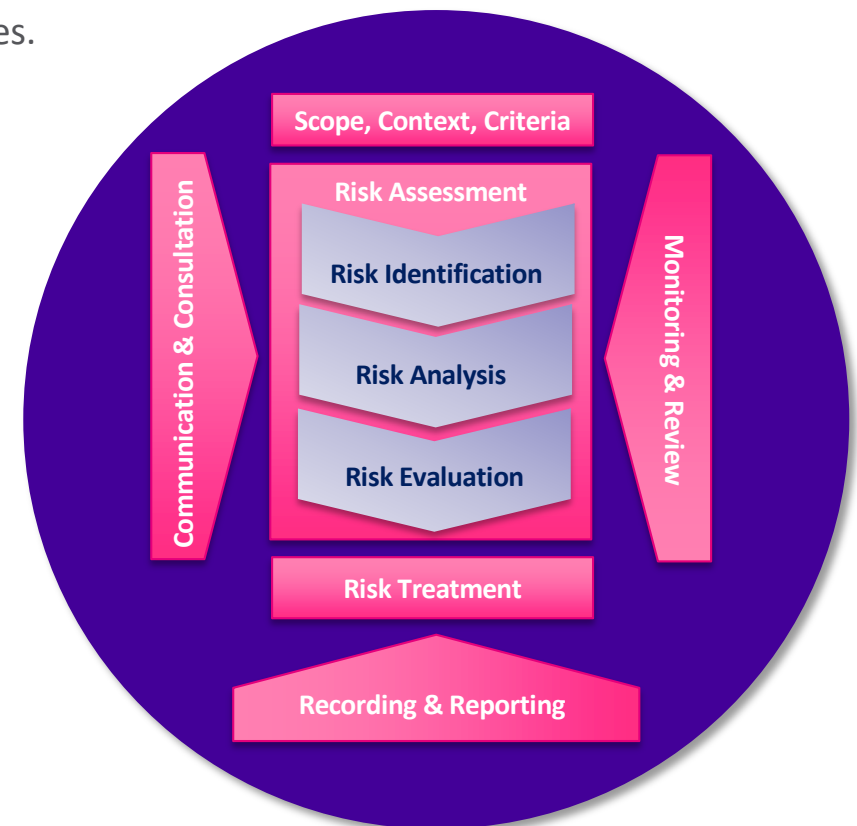 es.
Scope, Context, Criteria
Risk Assessment
Risk Identification
Risk Analysis
Risk Evaluation
Communication & Consultation
Monitoring & Review
Risk Treatment
Recording & Reporting